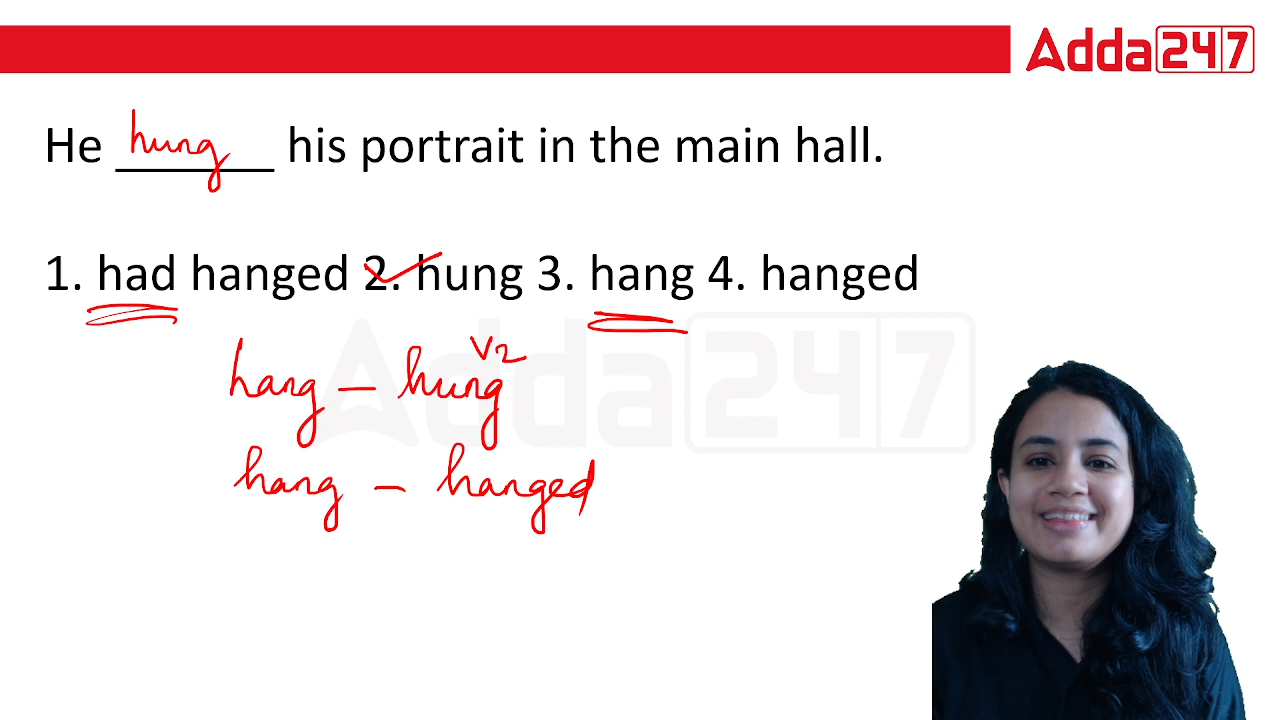 Adda247
He hung his portrait in the main hall.
1. had hanged 2. hung 3. hang 4. hanged
hang – hung V2
hang – hanged
Adda247